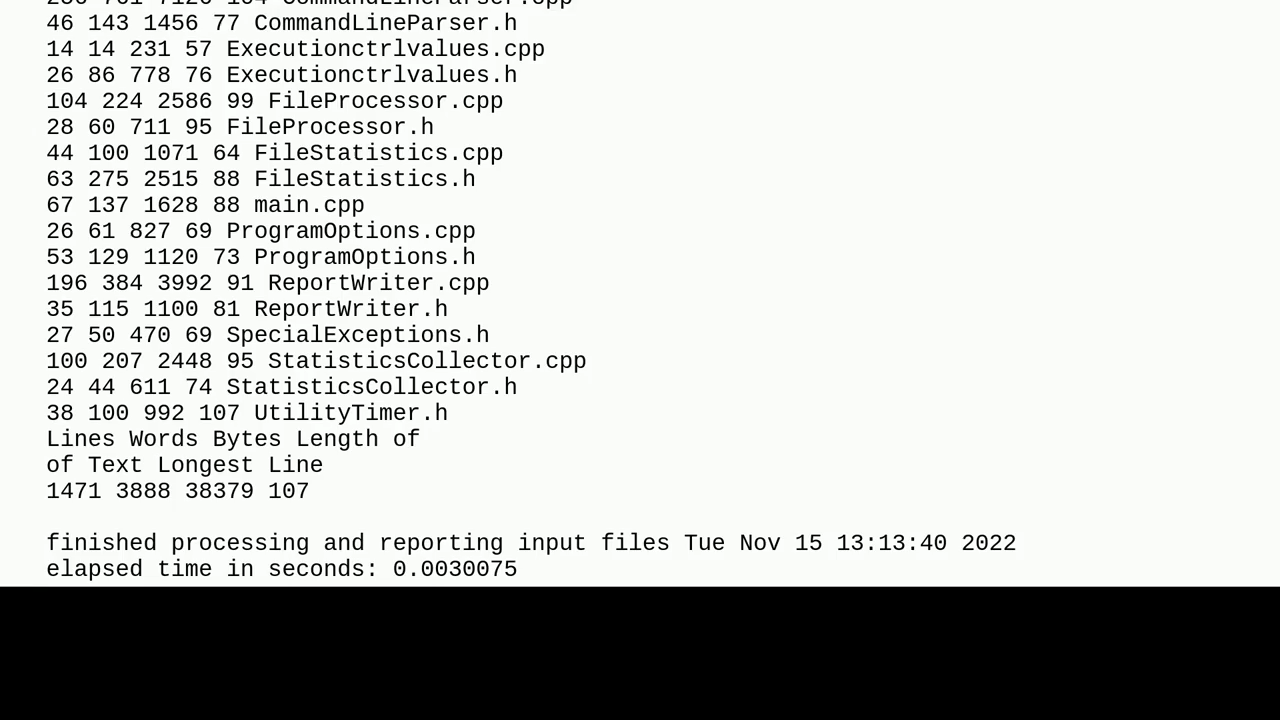 46 143 1456 77 CommandLineParser.h
14 14 231 57 Executionctrlvalues.cpp
26 86 778 76 Executionctrlvalues.h
104 224 2586 99 FileProcessor.cpp
28 60 711 95 FileProcessor.h
44 100 1071 64 FileStatistics.cpp
63 275 2515 88 FileStatistics.h
67 137 1628 88 main.cpp
26 61 827 69 ProgramOptions.cpp
53 129 1120 73 ProgramOptions.h
196 384 3992 91 ReportWriter.cpp
35 115 1100 81 ReportWriter.h
27 50 470 69 SpecialExceptions.h
100 207 2448 95 StatisticsCollector.cpp
24 44 611 74 StatisticsCollector.h
38 100 992 107 UtilityTimer.h
Lines Words Bytes Length of
of Text Longest Line
1471 3888 38379 107
finished processing and reporting input files Tue Nov 15 13:13:40 2022
elapsed time in seconds: 0.0030075